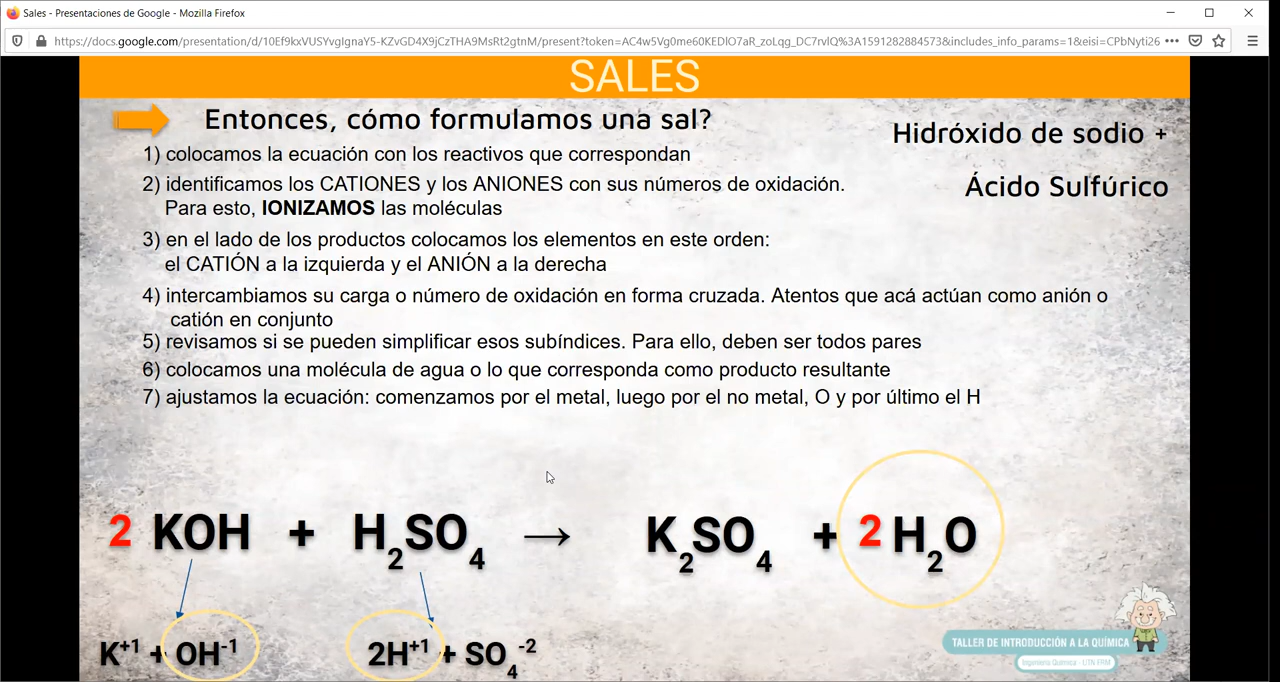 Sales - Presentaciones de Google - Mozilla Firefox
https://docs.google.com/presentation/d/10Ef9kxVUSYvgIgnaY5-KZvGD4X9jCzTHA9MsRt2gtnM/present?token=AC4w5Vg0me60KEDlO7aR_zoLqg_DC7rvlQ%3A1591282884573&includes_info_params=1&eisi=CPbNyti26
SALES
Entonces, cómo formulamos una sal?
Hidróxido de sodio +
Ácido Sulfúrico
1) colocamos la ecuación con los reactivos que correspondan
2) identificamos los CATIONES y los ANIONES con sus números de oxidación.
Para esto, IONIZAMOS las moléculas
3) en el lado de los productos colocamos los elementos en este orden:
el CATIÓN a la izquierda y el ANIÓN a la derecha
4) intercambiamos su carga o número de oxidación en forma cruzada. Atentos que acá actúan como anión o
catión en conjunto
5) revisamos si se pueden simplificar esos subíndices. Para ello, deben ser todos pares
6) colocamos una molécula de agua o lo que corresponda como producto resultante
7) ajustamos la ecuación: comenzamos por el metal, luego por el no metal, O y por último el H
2 KOH + H₂SO₄ → K₂SO₄ + 2 H₂O
K⁺¹ + OH⁻¹ 2H⁺¹ + SO₄⁻²
TALLER DE INTRODUCCIÓN A LA QUÍMICA
Ingeniería Química - UTN FRM